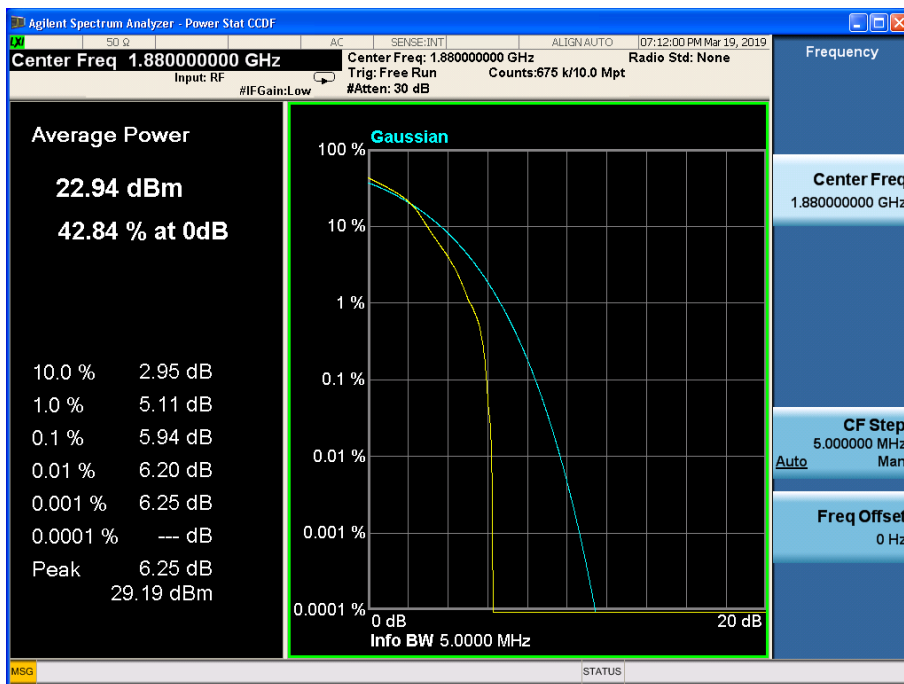 Agilent Spectrum Analyzer - Power Stat CCDF
LXI 50 Ω AC SENSE:INT ALIGN AUTO 07:12:00 PM Mar 19, 2019
Center Freq 1.880000000 GHz
Input: RF
#IFGain:Low
Center Freq: 1.880000000 GHz
Radio Std: None
Trig: Free Run
Counts:675 k/10.0 Mpt
#Atten: 30 dB
Average Power
22.94 dBm
42.84 % at 0dB
10.0 % 2.95 dB
1.0 % 5.11 dB
0.1 % 5.94 dB
0.01 % 6.20 dB
0.001 % 6.25 dB
0.0001 % --- dB
Peak 6.25 dB
29.19 dBm
Gaussian
100 %
10 %
1 %
0.1 %
0.01 %
0.001 %
0.0001 %
0 dB
20 dB
Info BW 5.0000 MHz
Frequency
Center Freq
1.880000000 GHz
CF Step
5.000000 MHz
Auto Man
Freq Offset
0 Hz
MSG
STATUS